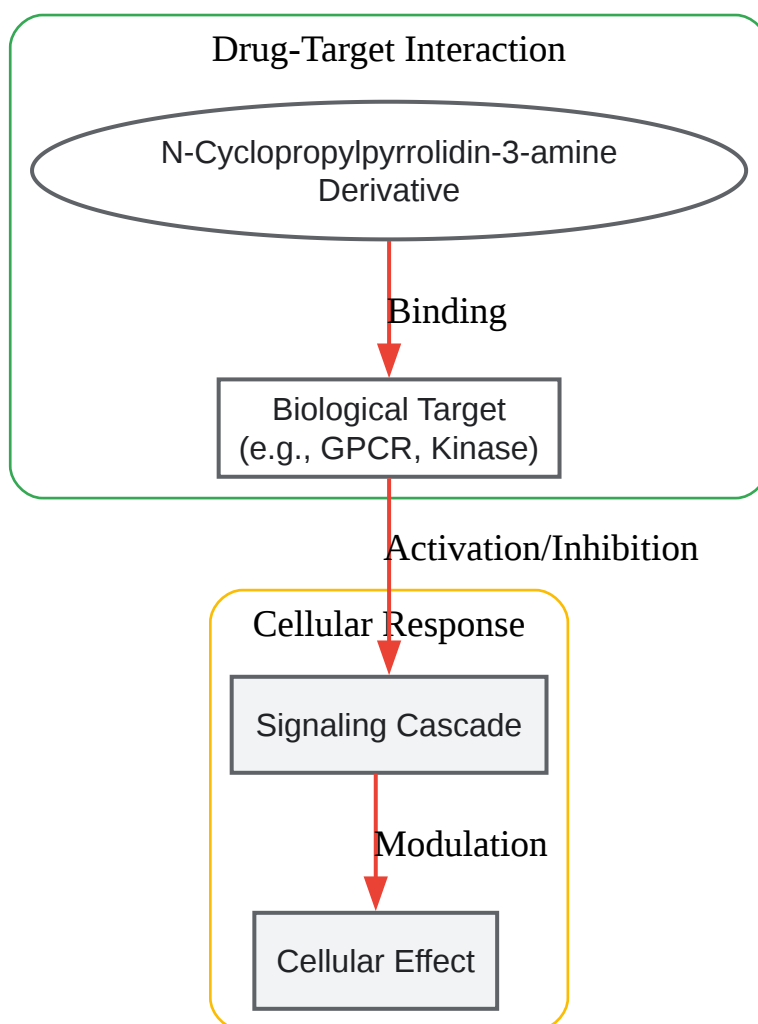 Drug-Target Interaction
N-Cyclopropylpyrrolidin-3-amine
Derivative
Binding
Biological Target
(e.g., GPCR, Kinase)
Activation/Inhibition
Cellular Response
Signaling Cascade
Modulation
Cellular Effect